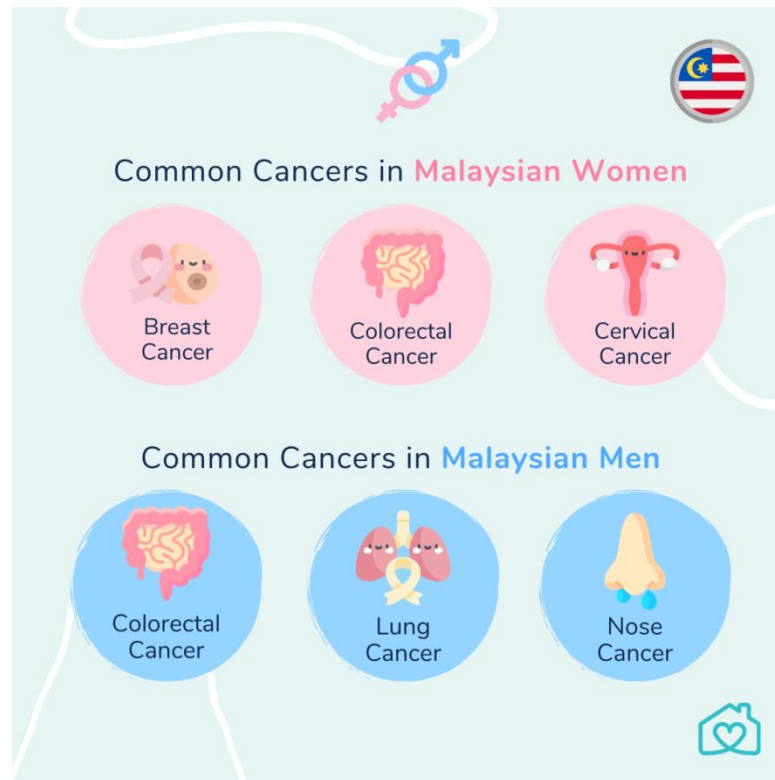 Common Cancers in Malaysian Women
Breast
Cancer
Colorectal
Cancer
Cervical
Cancer
Common Cancers in Malaysian Men
Colorectal
Cancer
Lung
Cancer
Nose
Cancer